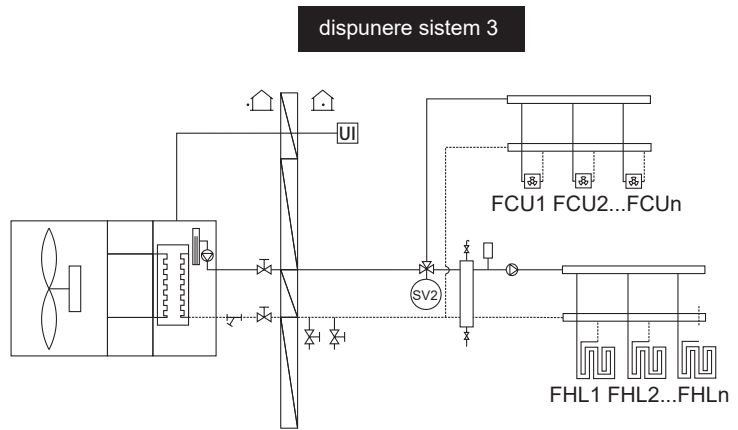 dispunere sistem 3
UI
FCU1 FCU2...FCUn
SV2
FHL1 FHL2...FHLn